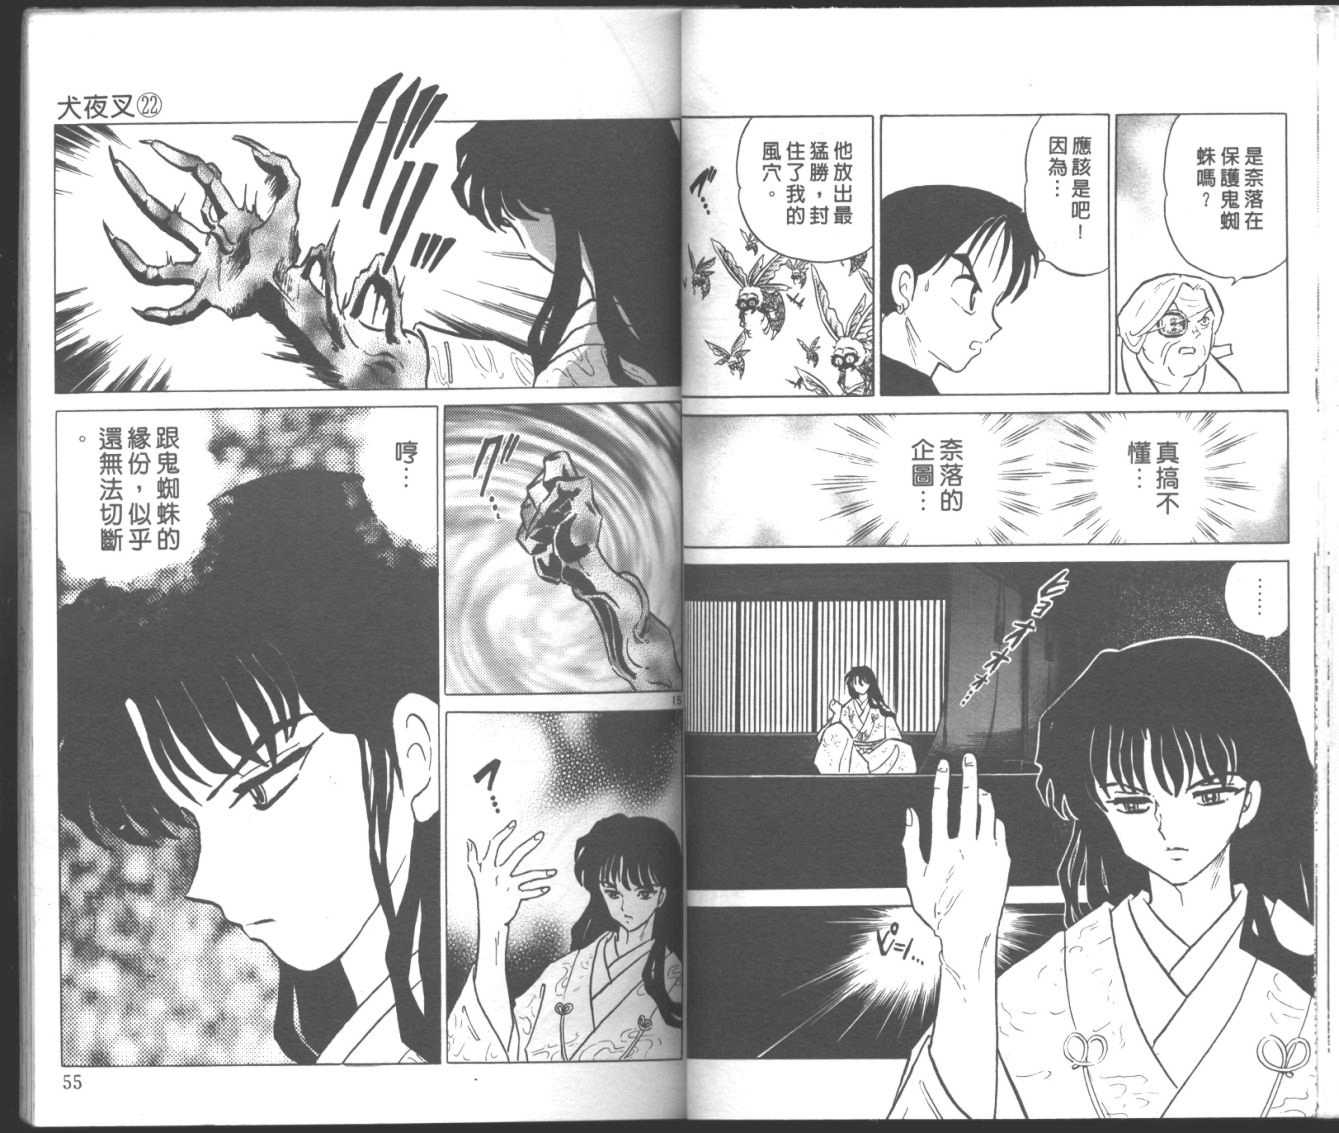 是奈落在
保護鬼蜘
蛛嗎？
應該是吧！
因為…
他放出最
猛勝，封
住了我的
風穴。
ブ…
真搞不
懂…
奈落的
企圖…
……
ピー…
犬夜叉㉒
哼…
跟鬼蜘蛛的
緣份，似乎
還無法切斷
。
55